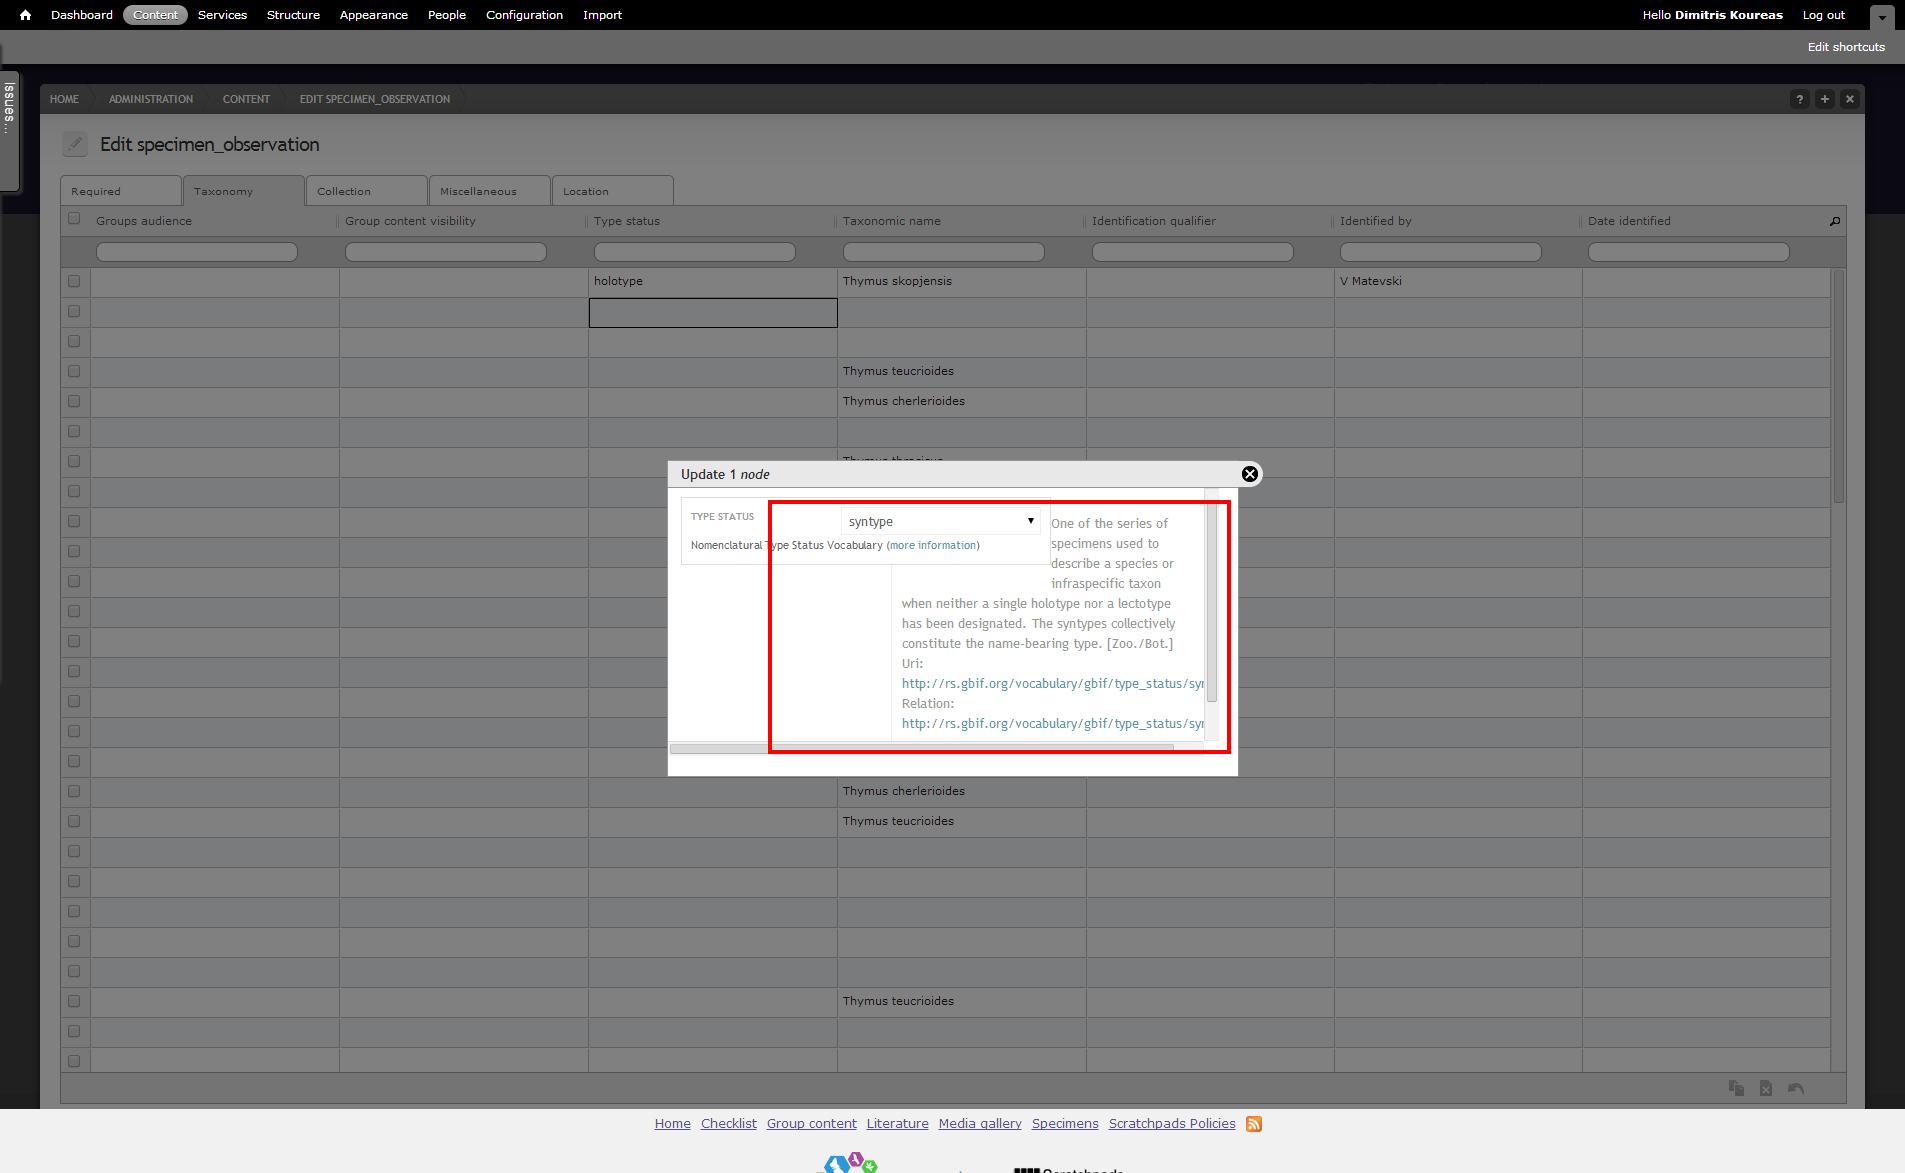 Dashboard Content Services Structure Appearance People Configuration Import Hello Dimitris Koureas Log out
Edit shortcuts
Issues...
HOME ADMINISTRATION CONTENT EDIT SPECIMEN_OBSERVATION
Edit specimen_observation
Required Taxonomy Collection Miscellaneous Location
Groups audience Group content visibility Type status Taxonomic name Identification qualifier Identified by Date identified
holotype Thymus skopjensis V Matevski
Thymus teucrioides
Thymus cherlerioides
Update 1 node
TYPE STATUS syntype
Nomenclatural Type Status Vocabulary (more information)
One of the series of
specimens used to
describe a species or
infraspecific taxon
when neither a single holotype nor a lectotype
has been designated. The syntypes collectively
constitute the name-bearing type. [Zoo./Bot.]
Uri:
http://rs.gbif.org/vocabulary/gbif/type_status/syr
Relation:
http://rs.gbif.org/vocabulary/gbif/type_status/syr
Thymus cherlerioides
Thymus teucrioides
Thymus teucrioides
Home Checklist Group content Literature Media gallery Specimens Scratchpads Policies